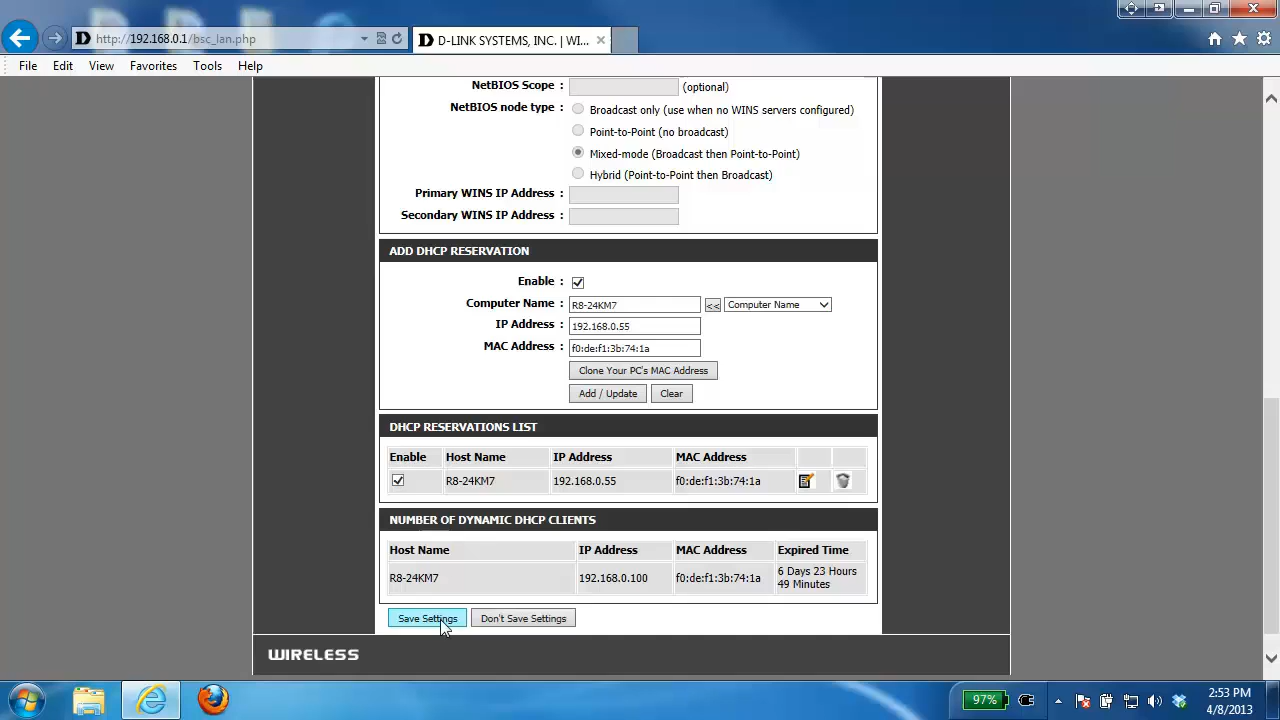 http://192.168.0.1/bsc_lan.php
D-LINK SYSTEMS, INC. | WI...
File Edit View Favorites Tools Help
NetBIOS Scope : (optional)
NetBIOS node type : Broadcast only (use when no WINS servers configured)
Point-to-Point (no broadcast)
Mixed-mode (Broadcast then Point-to-Point)
Hybrid (Point-to-Point then Broadcast)
Primary WINS IP Address :
Secondary WINS IP Address :
ADD DHCP RESERVATION
Enable :
Computer Name : R8-24KM7 << Computer Name
IP Address : 192.168.0.55
MAC Address : f0:de:f1:3b:74:1a
Clone Your PC's MAC Address
Add / Update Clear
DHCP RESERVATIONS LIST
Enable Host Name IP Address MAC Address
R8-24KM7 192.168.0.55 f0:de:f1:3b:74:1a
NUMBER OF DYNAMIC DHCP CLIENTS
Host Name IP Address MAC Address Expired Time
R8-24KM7 192.168.0.100 f0:de:f1:3b:74:1a 6 Days 23 Hours
49 Minutes
Save Settings Don't Save Settings
WIRELESS
97%
2:53 PM
4/8/2013